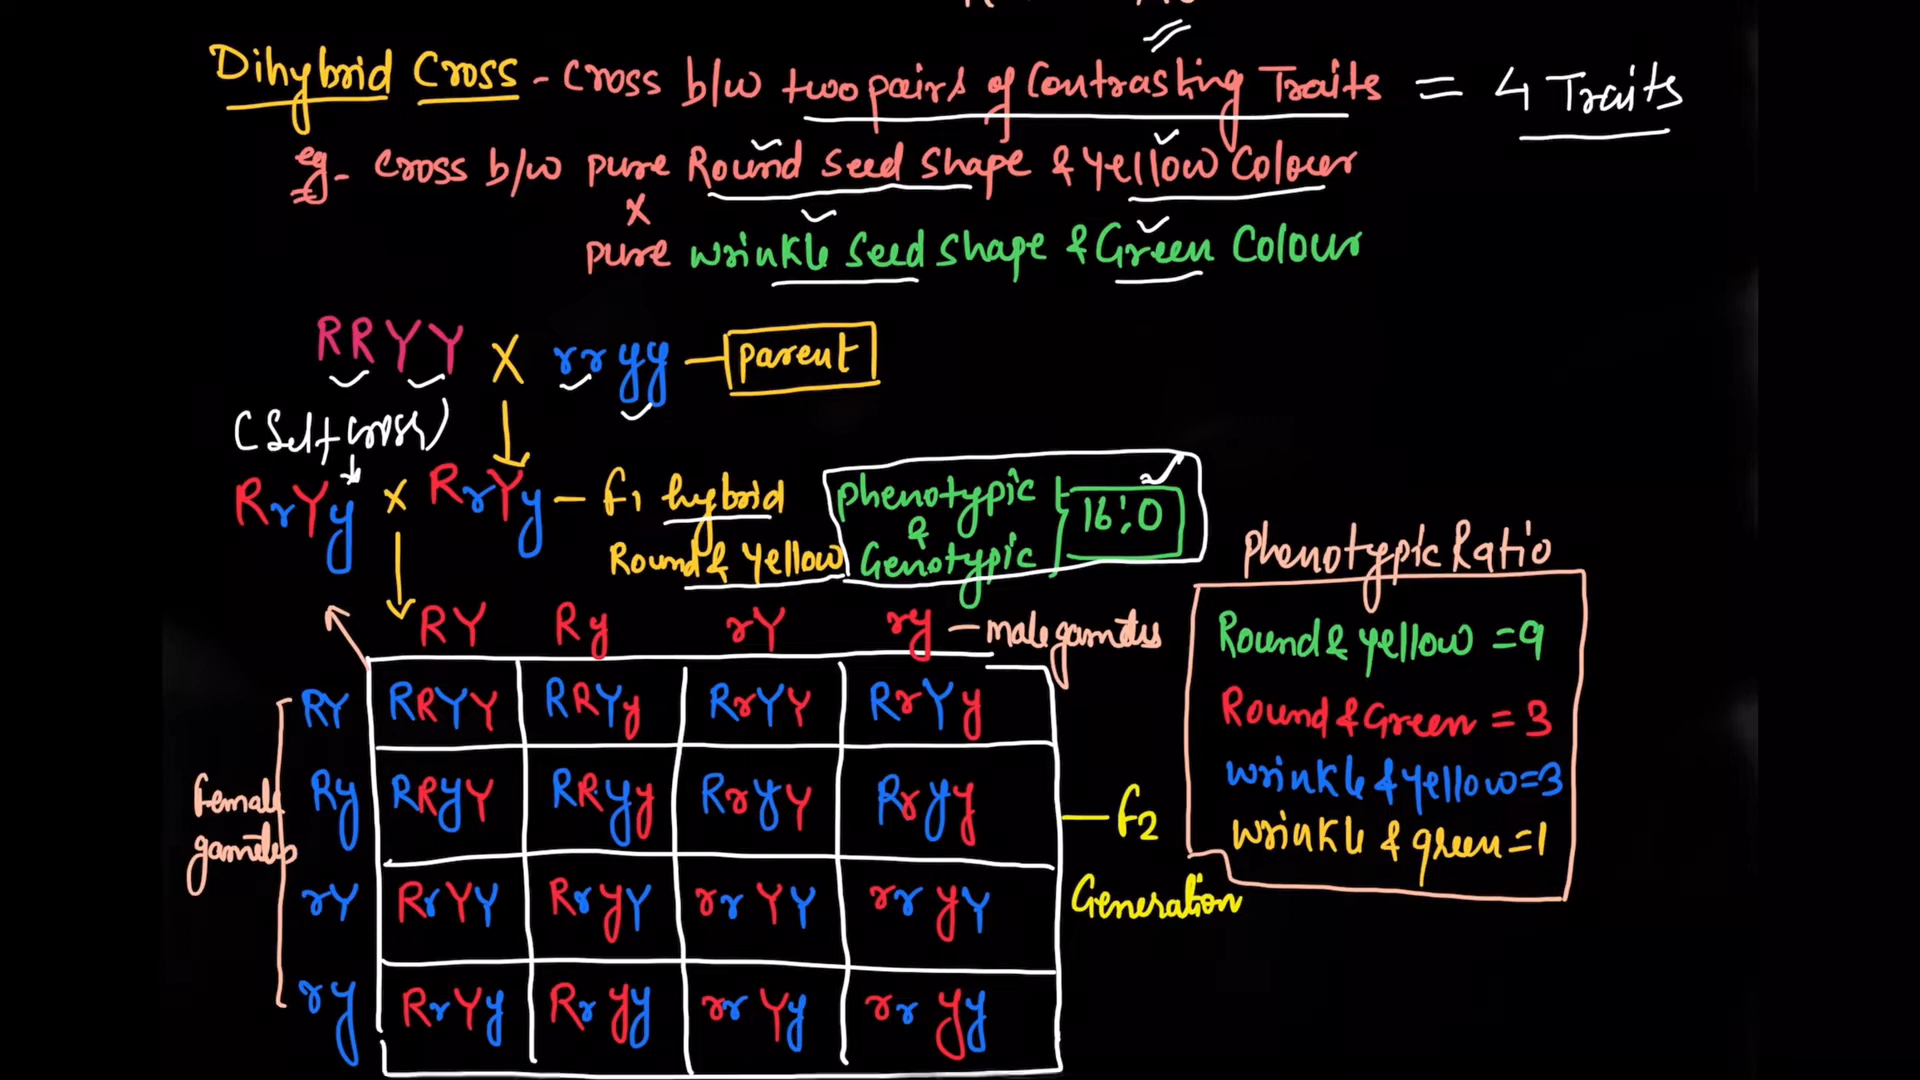 Dihybrid Cross - Cross b/w two pairs of Contrasting Traits = 4 Traits
eg - Cross b/w pure Round Seed Shape & Yellow Colour
X
pure wrinkle Seed Shape & Green Colour
RRYY X rryy - parent
(Self cross)
RrYy x RrYy - F1 hybrid
Round & Yellow
Phenotypic & Genotypic } 16:0
Phenotypic Ratio
Round & yellow = 9
Round & Green = 3
wrinkle & yellow = 3
wrinkle & green = 1
RY Ry rY ry - male gametes
Female gametes
RY RRYY RRYy RrYY RrYy
Ry RRyY RRyy RryY Rryy
rY RrYY RryY rrYY rryY
ry RrYy Rryy rrYy rryy
- F2
Generation